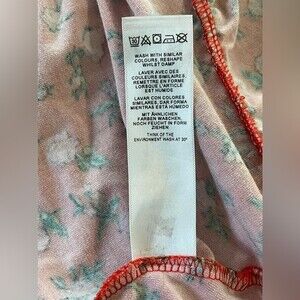 WASH WITH SIMILAR
COLOURS, RESHAPE
WHILST DAMP
LAVER AVEC DES
COULEURS SIMILAIRES,
REMETTRE EN FORME
LORSQUE L'ARTICLE
EST HUMIDE
LAVAR CON COLORES
SIMILARES, DAR FORMA
MIENTRAS ESTÁ HÚMEDO
MIT ÄHNLICHEN
FARBEN WASCHEN,
NOCH FEUCHT IN FORM
ZIEHEN
THINK OF THE
ENVIRONMENT WASH AT 30°